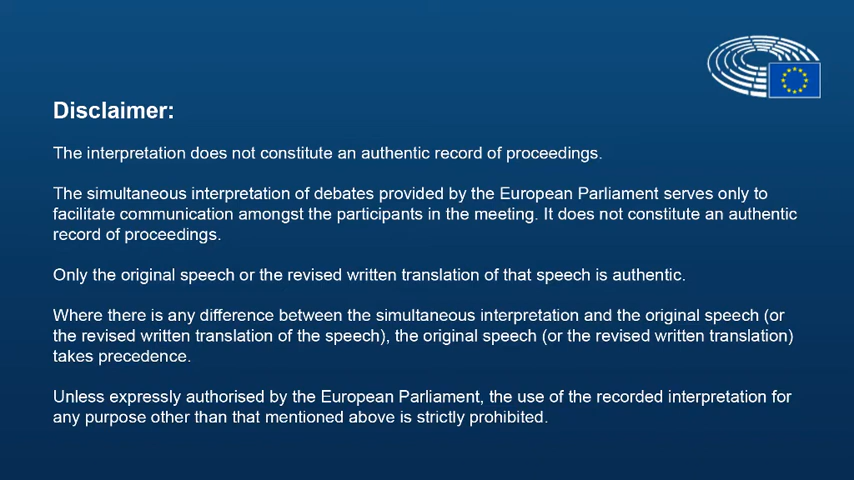 Disclaimer:
The interpretation does not constitute an authentic record of proceedings.
The simultaneous interpretation of debates provided by the European Parliament serves only to
facilitate communication amongst the participants in the meeting. It does not constitute an authentic
record of proceedings.
Only the original speech or the revised written translation of that speech is authentic.
Where there is any difference between the simultaneous interpretation and the original speech (or
the revised written translation of the speech), the original speech (or the revised written translation)
takes precedence.
Unless expressly authorised by the European Parliament, the use of the recorded interpretation for
any purpose other than that mentioned above is strictly prohibited.